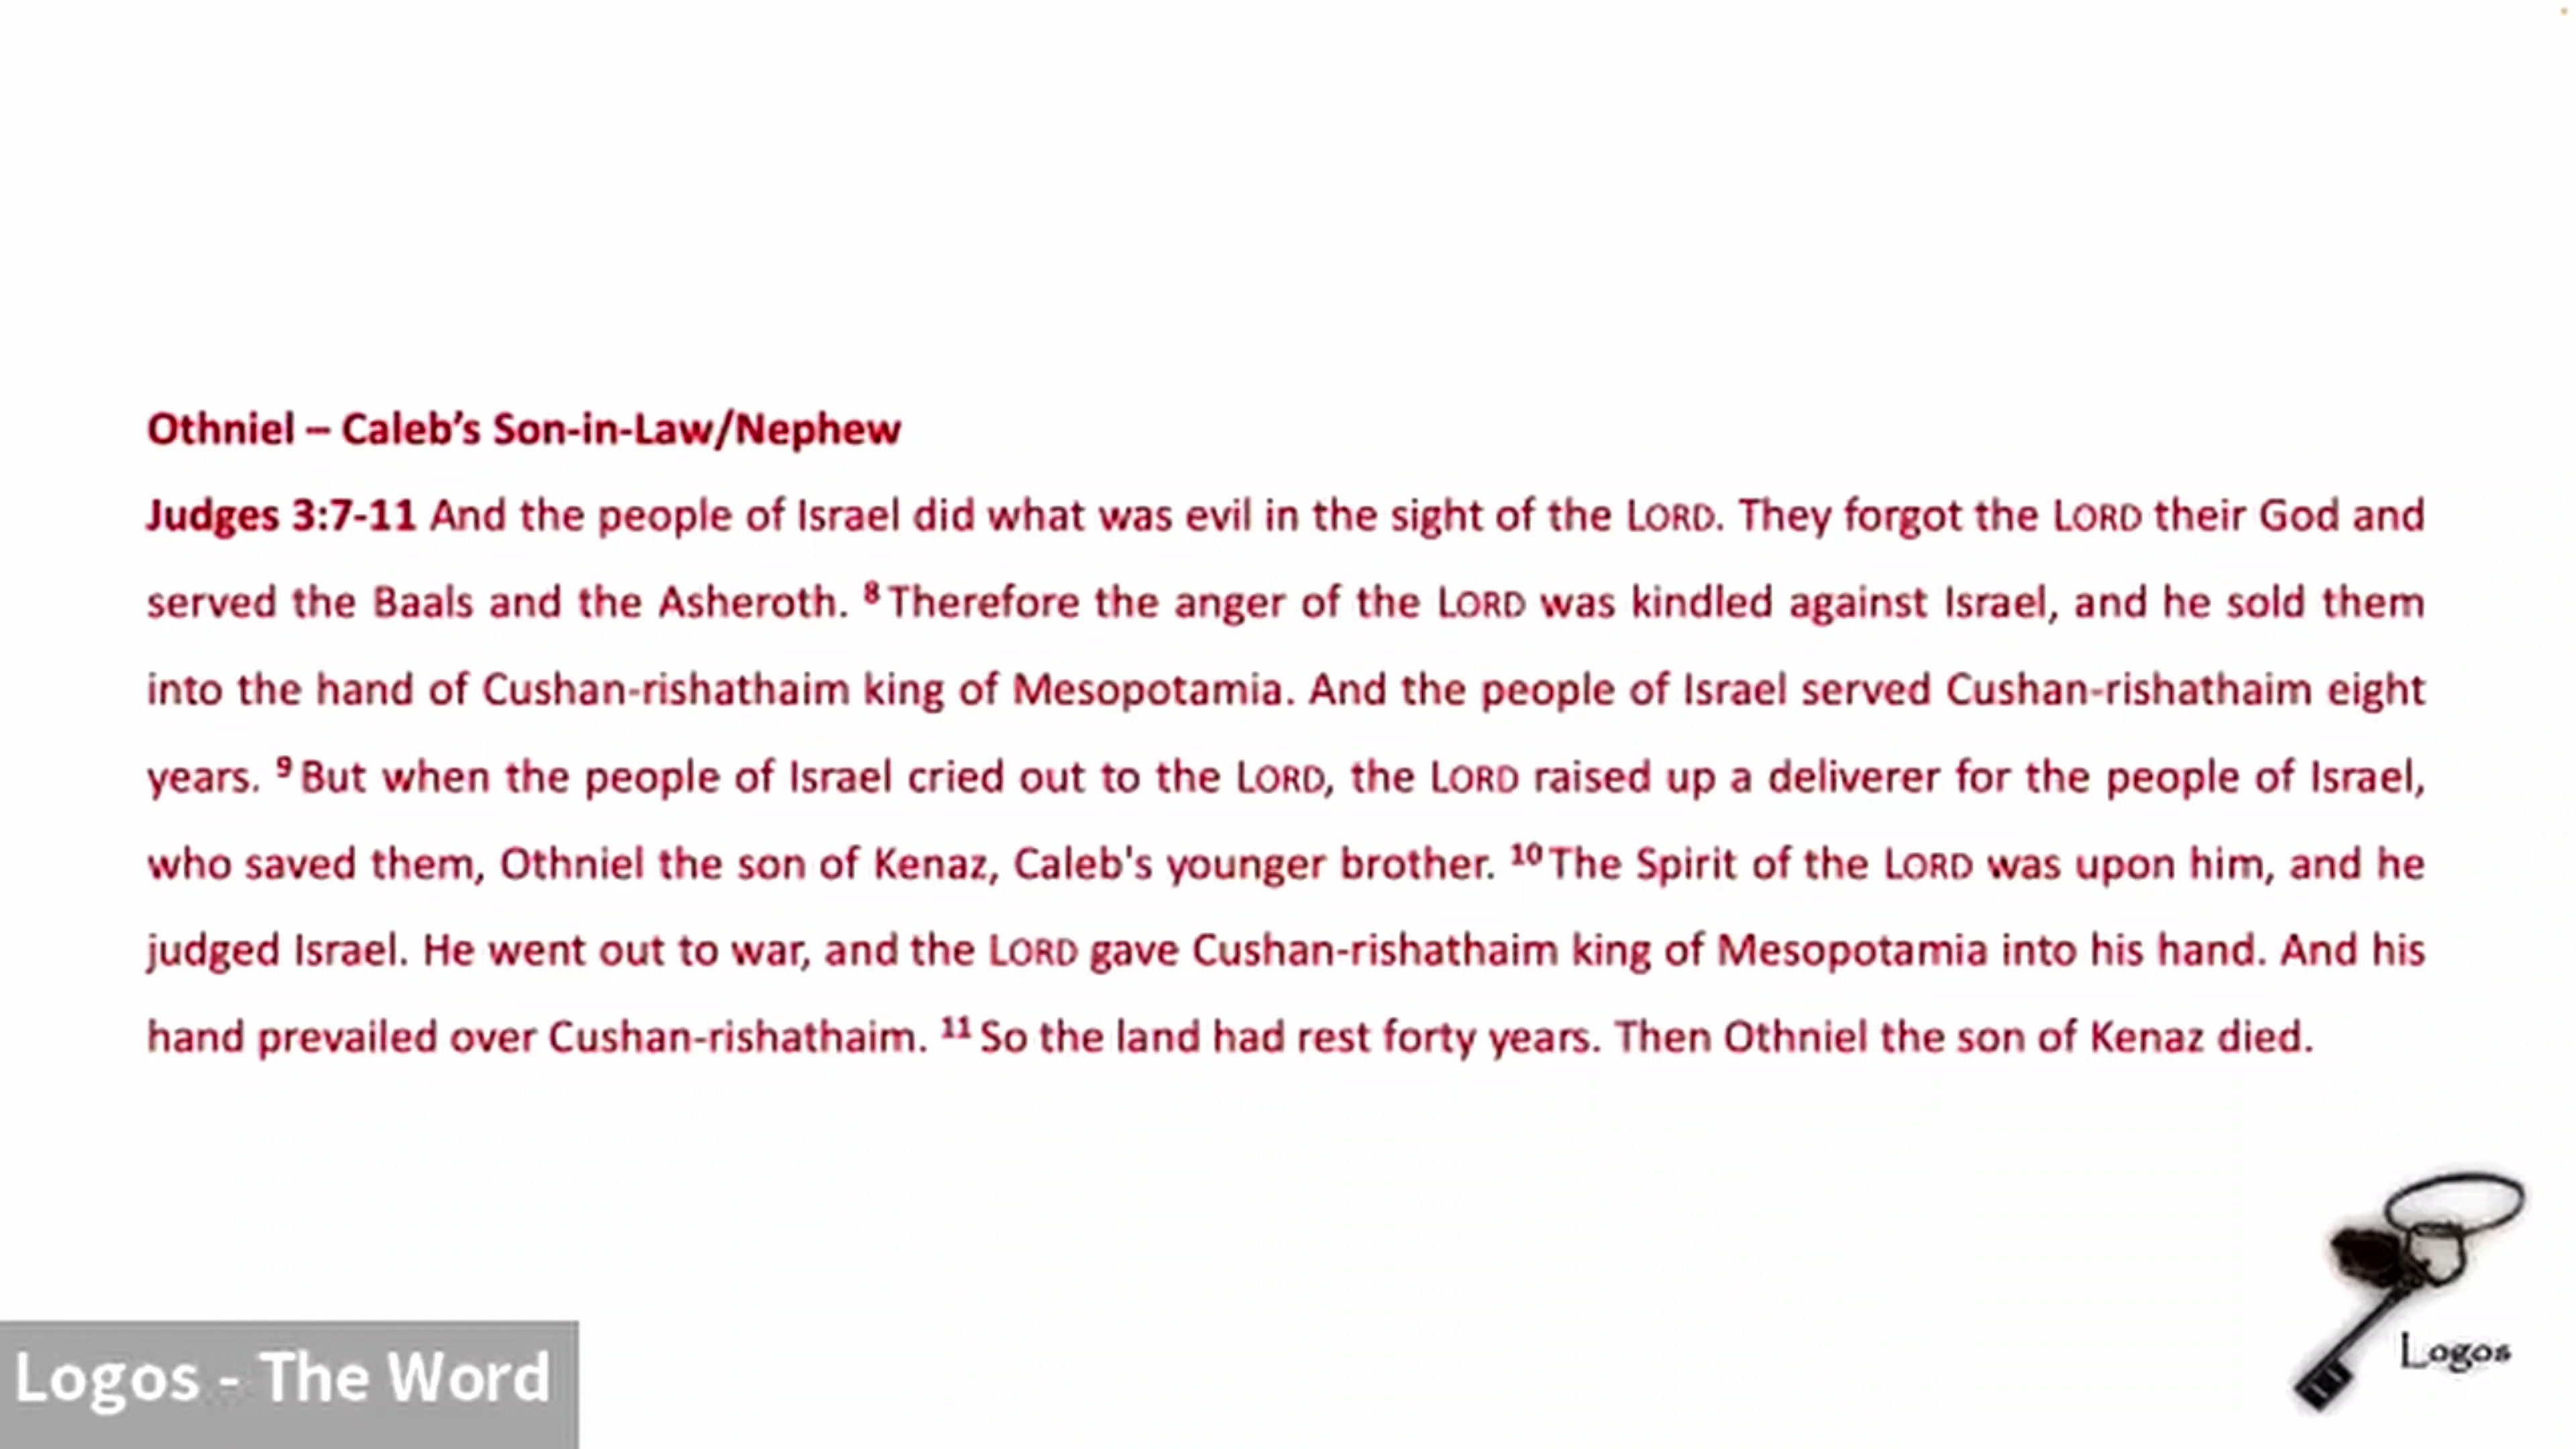 Othniel – Caleb’s Son-in-Law/Nephew
Judges 3:7-11 And the people of Israel did what was evil in the sight of the LORD. They forgot the LORD their God and
served the Baals and the Asheroth. ⁸ Therefore the anger of the LORD was kindled against Israel, and he sold them
into the hand of Cushan-rishathaim king of Mesopotamia. And the people of Israel served Cushan-rishathaim eight
years. ⁹ But when the people of Israel cried out to the LORD, the LORD raised up a deliverer for the people of Israel,
who saved them, Othniel the son of Kenaz, Caleb's younger brother. ¹⁰ The Spirit of the LORD was upon him, and he
judged Israel. He went out to war, and the LORD gave Cushan-rishathaim king of Mesopotamia into his hand. And his
hand prevailed over Cushan-rishathaim. ¹¹ So the land had rest forty years. Then Othniel the son of Kenaz died.
Logos
Logos - The Word